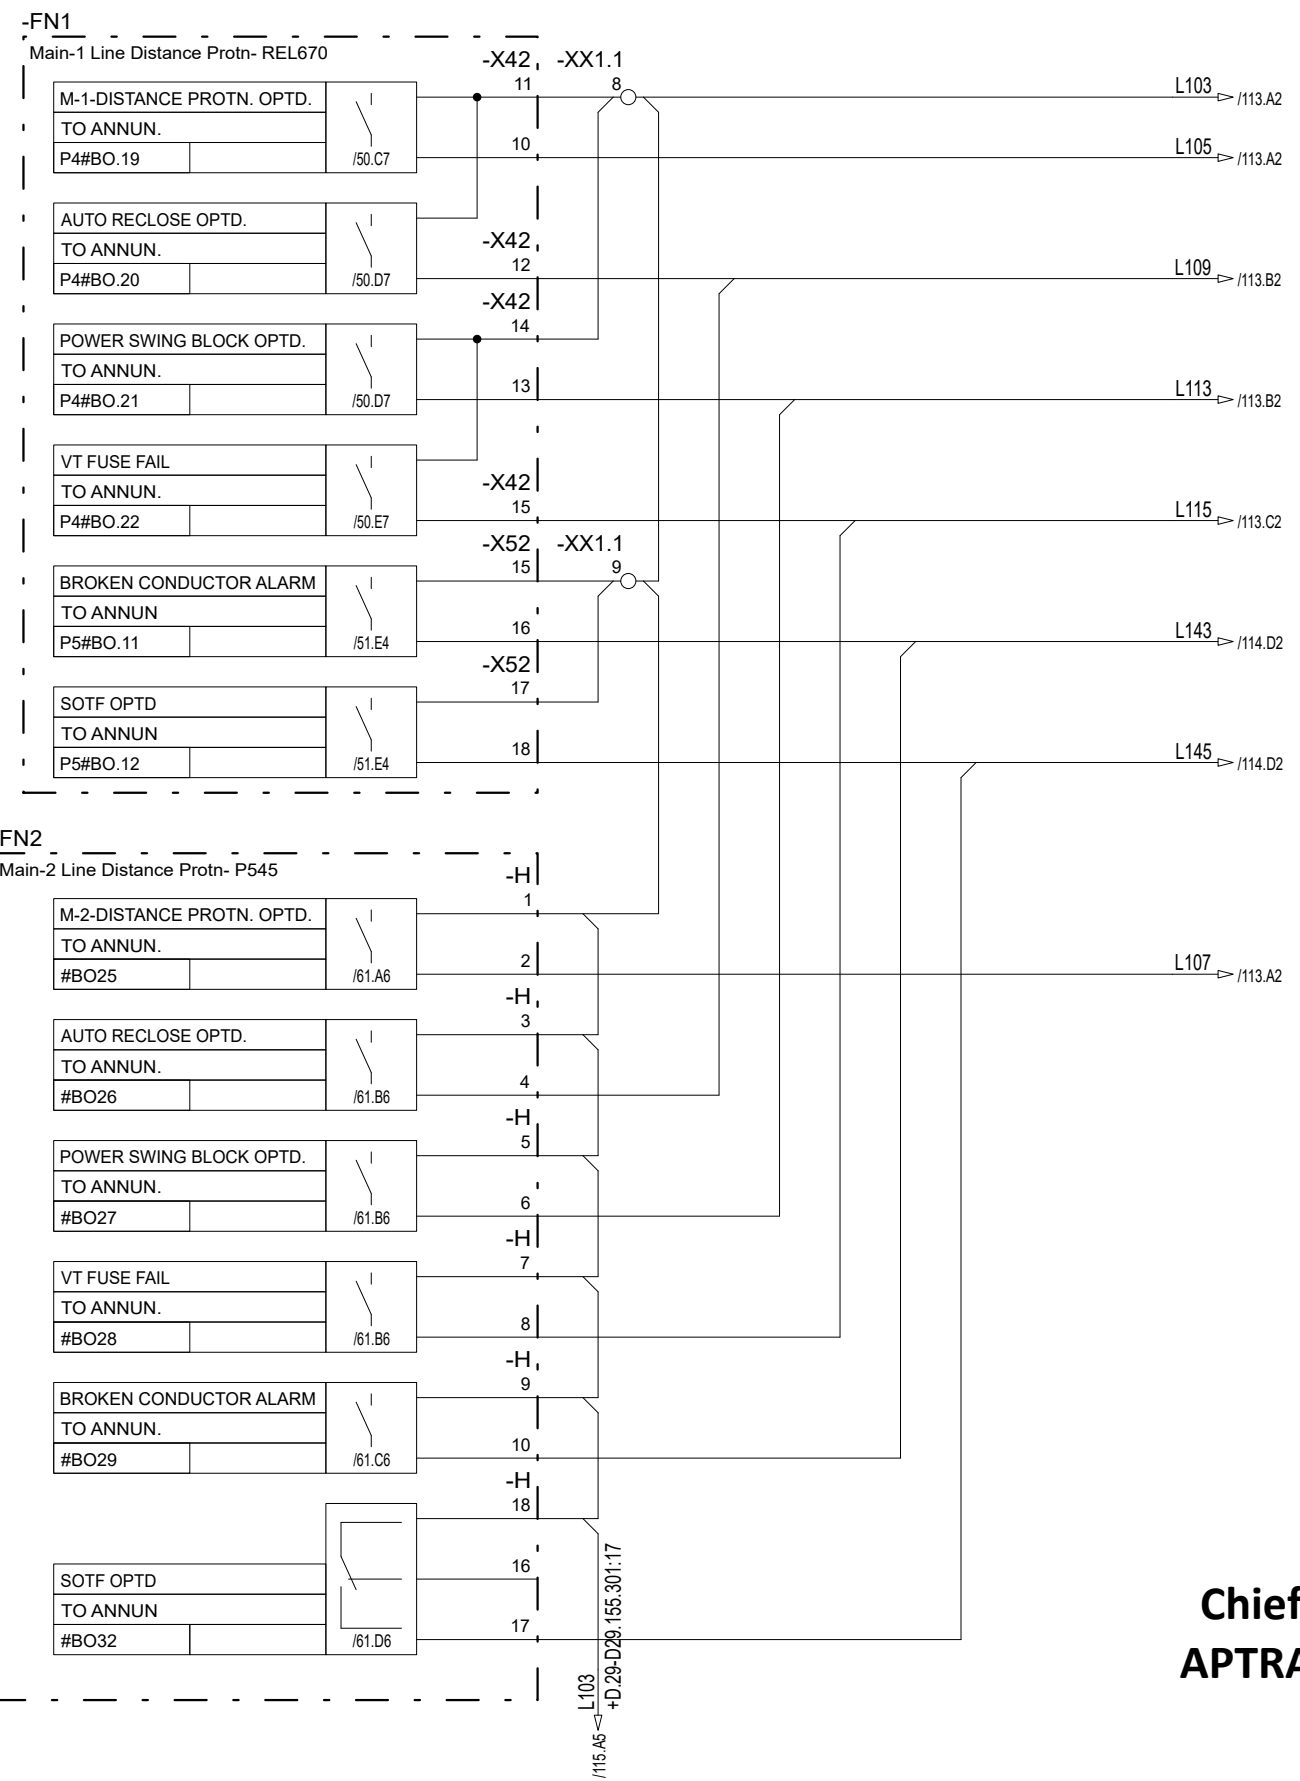 -FN1
Main-1 Line Distance Protn- REL670
-X42 -XX1.1
11 8 L103 /113.A2
M-1-DISTANCE PROTN. OPTD.
TO ANNUN.
10 L105 /113.A2
P4#BO.19 /50.C7
AUTO RECLOSE OPTD.
TO ANNUN.
-X42
12 L109 /113.B2
P4#BO.20 /50.D7
-X42
14
POWER SWING BLOCK OPTD.
TO ANNUN.
13 L113 /113.B2
P4#BO.21 /50.D7
VT FUSE FAIL
TO ANNUN.
-X42
15 L115 /113.C2
P4#BO.22 /50.E7
-X52 -XX1.1
15 9
BROKEN CONDUCTOR ALARM
TO ANNUN
16 L143 /114.D2
P5#BO.11 /51.E4
-X52
17
SOTF OPTD
TO ANNUN
18 L145 /114.D2
P5#BO.12 /51.E4
FN2
Main-2 Line Distance Protn- P545
-H
1
M-2-DISTANCE PROTN. OPTD.
TO ANNUN.
2 L107 /113.A2
#BO25 /61.A6
-H
3
AUTO RECLOSE OPTD.
TO ANNUN.
4
#BO26 /61.B6
-H
5
POWER SWING BLOCK OPTD.
TO ANNUN.
6
#BO27 /61.B6
-H
7
VT FUSE FAIL
TO ANNUN.
8
#BO28 /61.B6
-H
9
BROKEN CONDUCTOR ALARM
TO ANNUN.
10
#BO29 /61.C6
-H
18
16
SOTF OPTD
TO ANNUN
17
#BO32 /61.D6
L103
+D.29-D29.155.301:17
/115.A5
Chief
APTRA